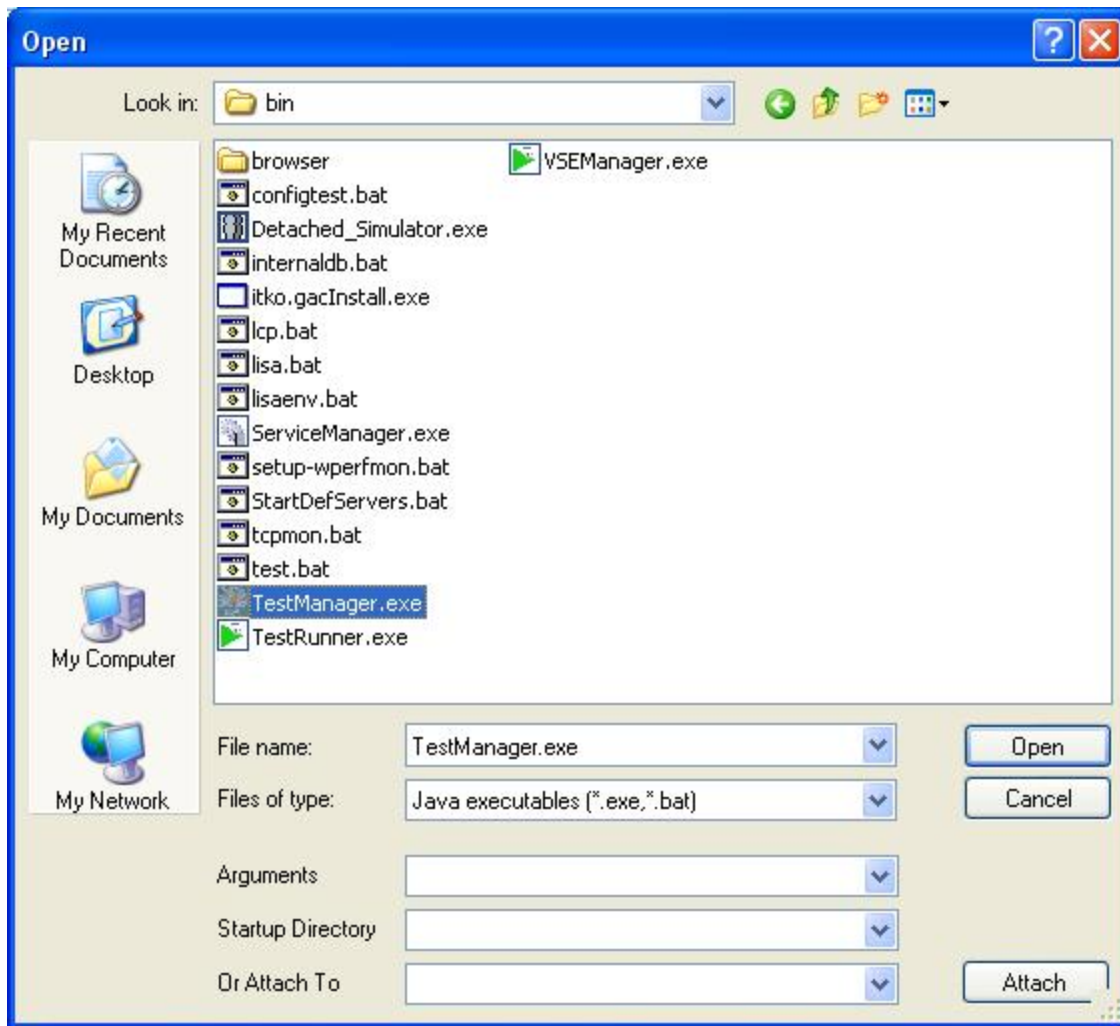 Open
Look in: bin
browser
configtest.bat
Detached_Simulator.exe
internaldb.bat
itko.gacInstall.exe
lcp.bat
lisa.bat
lisaenv.bat
ServiceManager.exe
setup-wperfmon.bat
StartDefServers.bat
tcpmon.bat
test.bat
TestManager.exe
TestRunner.exe
VSEManager.exe
My Recent
Documents
Desktop
My Documents
My Computer
My Network
File name: TestManager.exe Open
Files of type: Java executables (*.exe,*.bat) Cancel
Arguments
Startup Directory
Or Attach To Attach